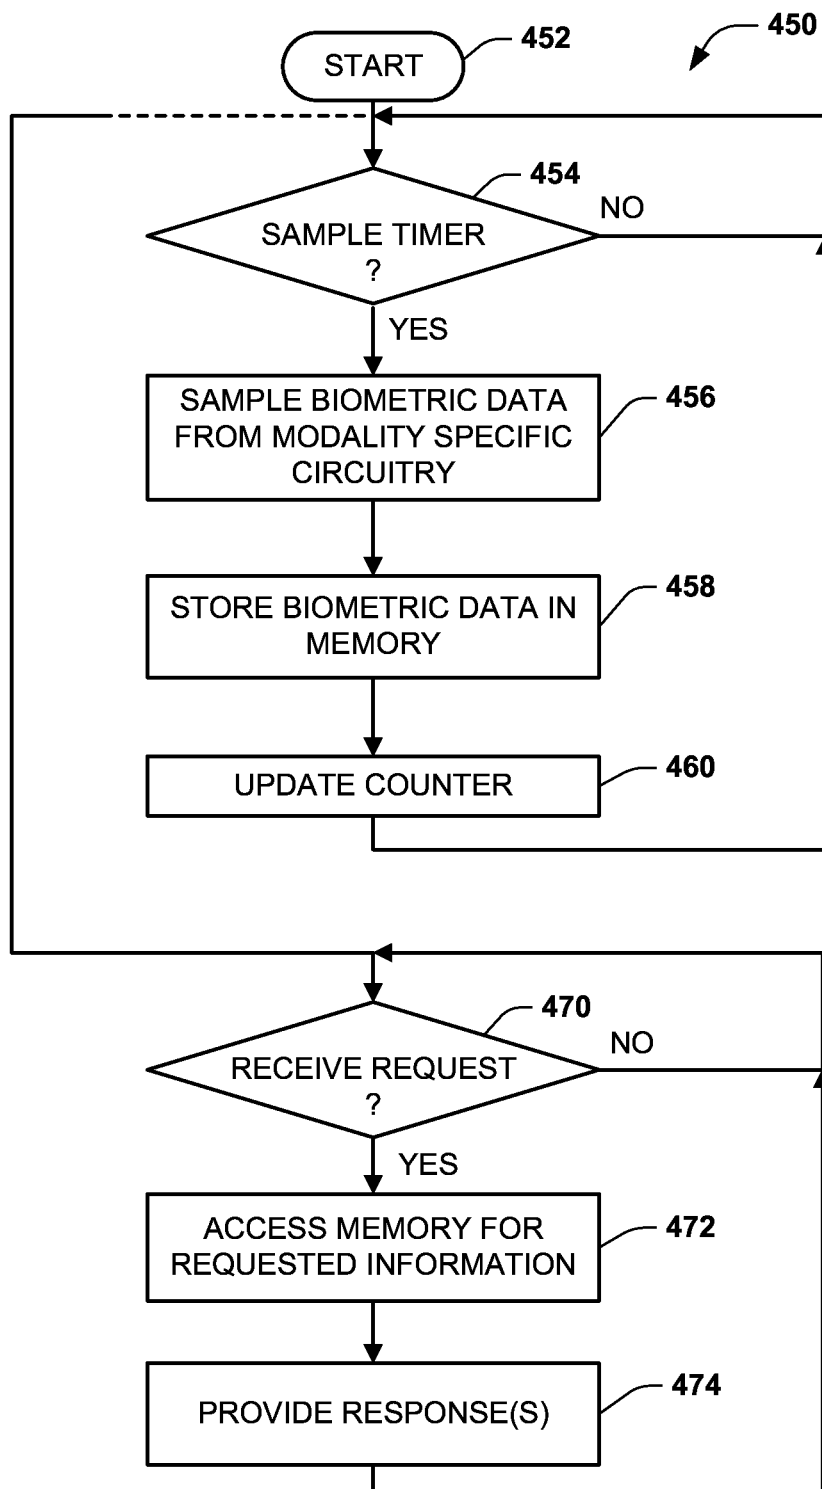 450
START
452
454
SAMPLE TIMER
?
NO
YES
SAMPLE BIOMETRIC DATA
FROM MODALITY SPECIFIC
CIRCUITRY
456
STORE BIOMETRIC DATA IN
MEMORY
458
UPDATE COUNTER
460
470
RECEIVE REQUEST
?
NO
YES
ACCESS MEMORY FOR
REQUESTED INFORMATION
472
PROVIDE RESPONSE(S)
474